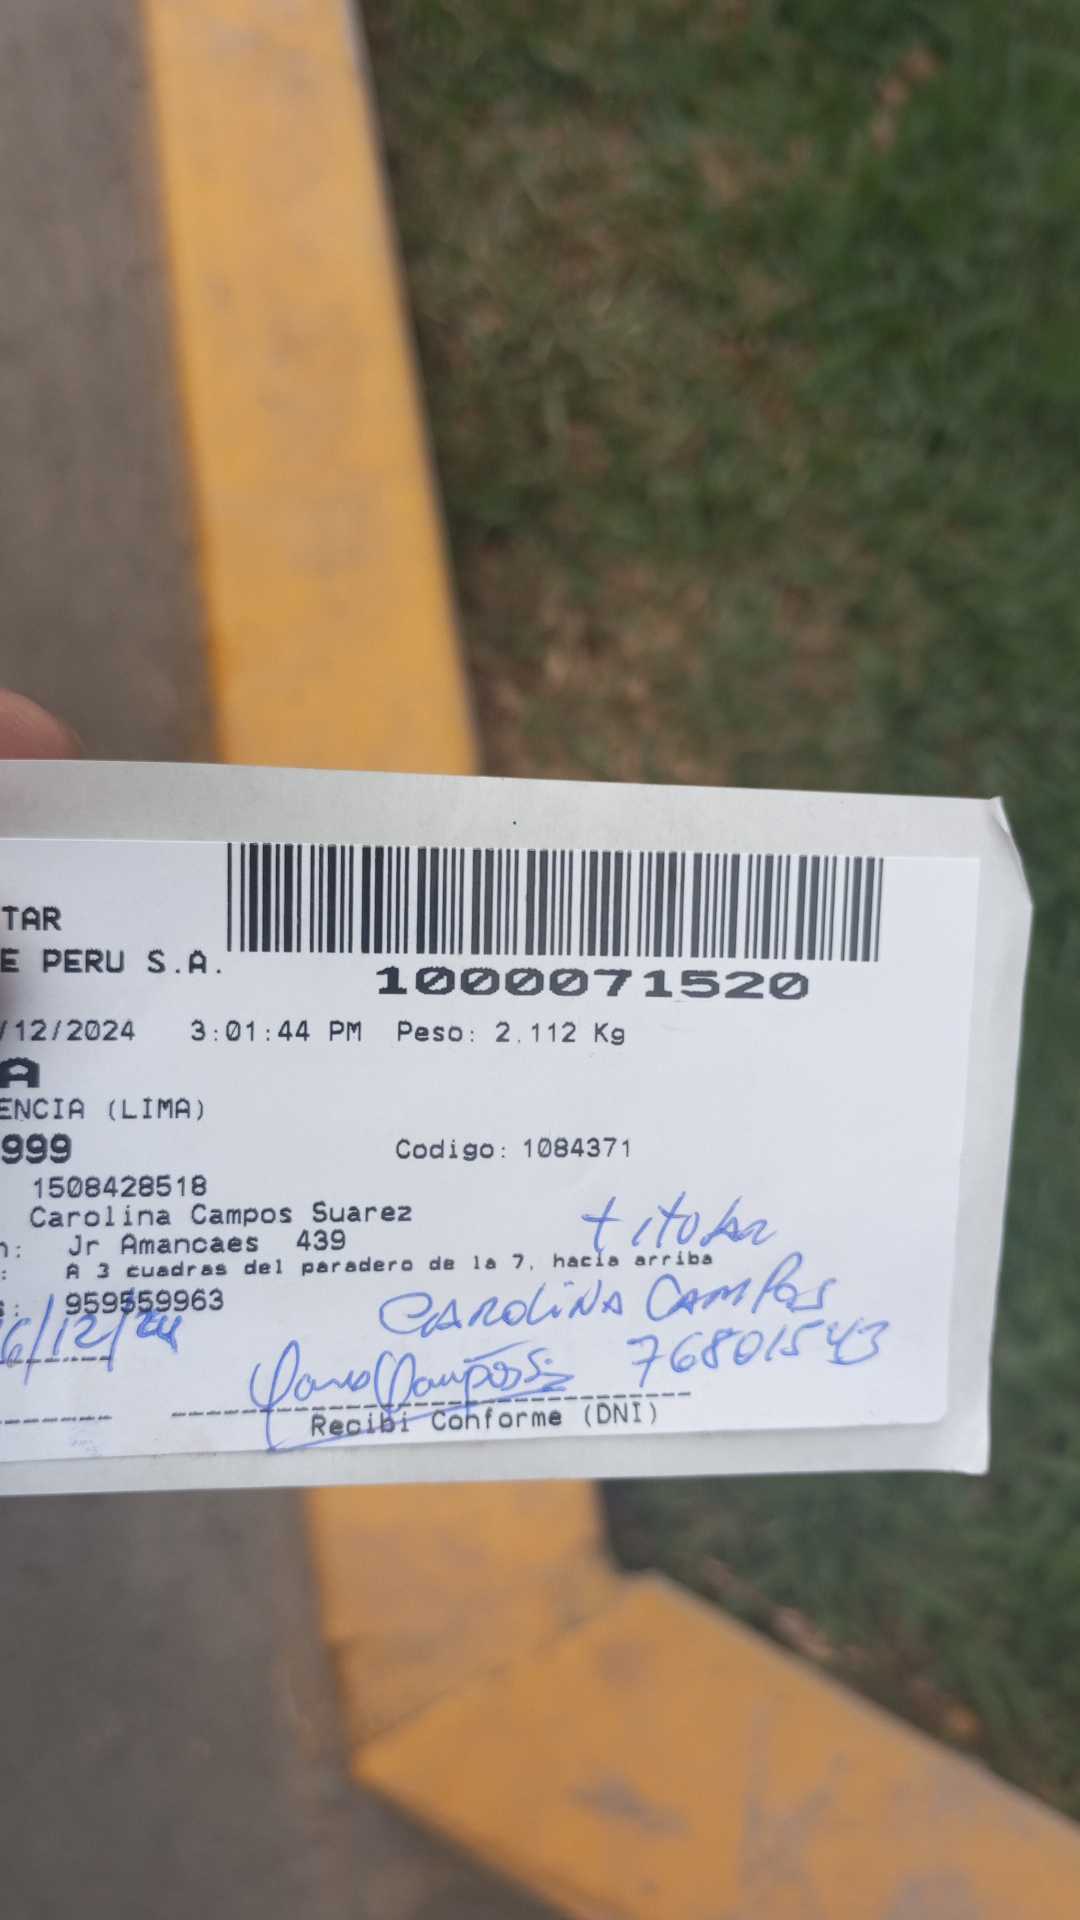 TAR
E PERU S.A.
1000071520
/12/2024 3:01:44 PM Peso: 2.112 Kg
A
ENCIA (LIMA)
999 Codigo: 1084371
1508428518
Carolina Campos Suarez
titular
n: Jr Amancaes 439
: A 3 cuadras del paradero de la 7, hacia arriba
s: 959559963
CAROLINA CAMPOS
6/12/24
76801543
Recibi Conforme (DNI)